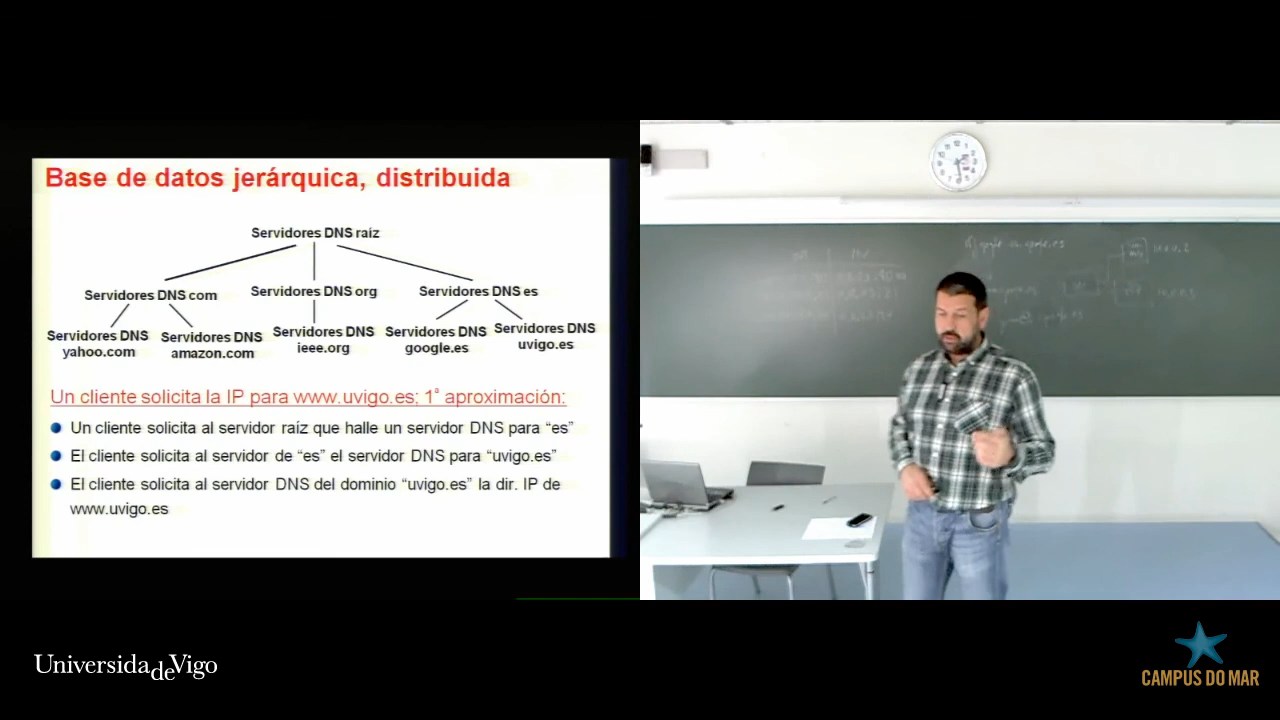 Base de datos jerárquica, distribuida
Servidores DNS raíz
Servidores DNS com
Servidores DNS org
Servidores DNS es
Servidores DNS
yahoo.com
Servidores DNS
amazon.com
Servidores DNS
ieee.org
Servidores DNS
google.es
Servidores DNS
uvigo.es
Un cliente solicita la IP para www.uvigo.es; 1ª aproximación:
Un cliente solicita al servidor raíz que halle un servidor DNS para “es”
El cliente solicita al servidor de “es” el servidor DNS para “uvigo.es”
El cliente solicita al servidor DNS del dominio “uvigo.es” la dir. IP de
www.uvigo.es
UniversidadeVigo
CAMPUS DO MAR